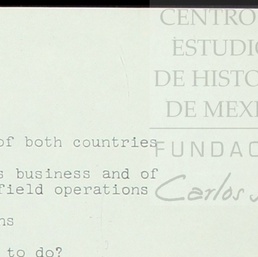 CENTRO
ESTUDIO
DE HISTO
DE MEXI
FUNDAC
Carlos
of both countries
s business and of
field operations
ns
to do?